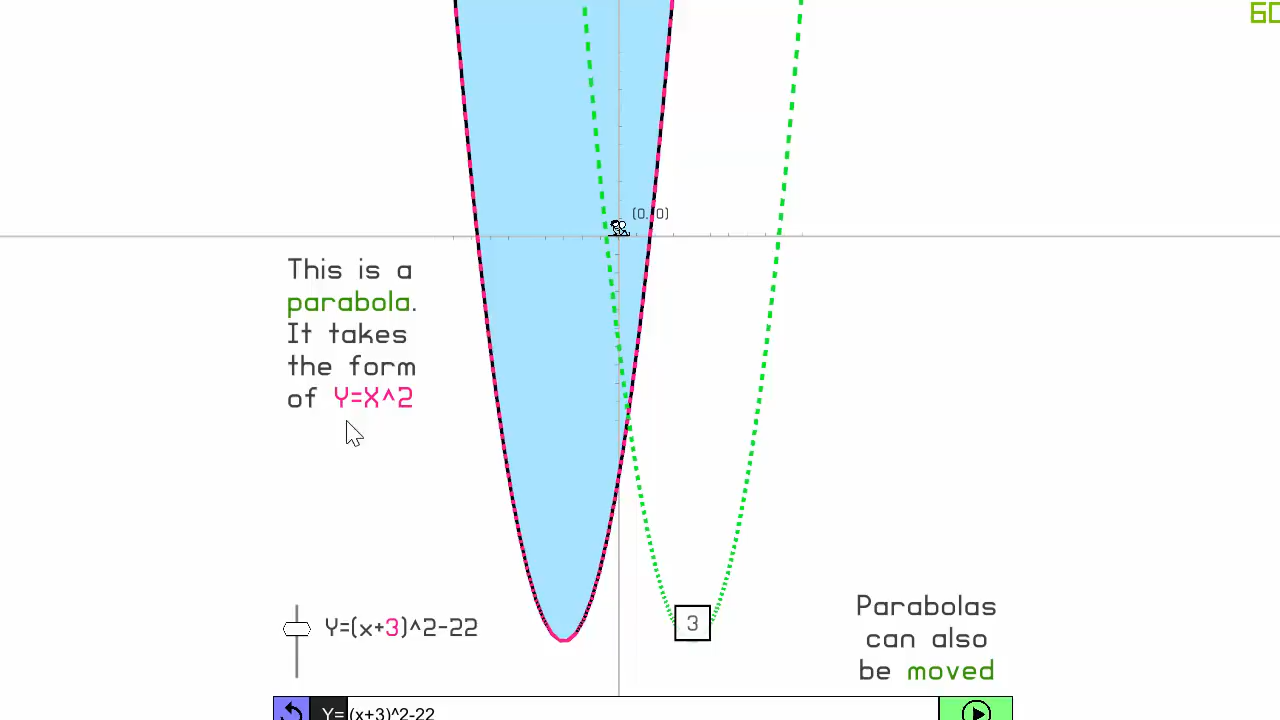 60
(0, 0)
This is a
parabola.
It takes
the form
of Y=X^2
Y=(x+3)^2-22
3
Parabolas
can also
be moved
Y= (x+3)^2-22